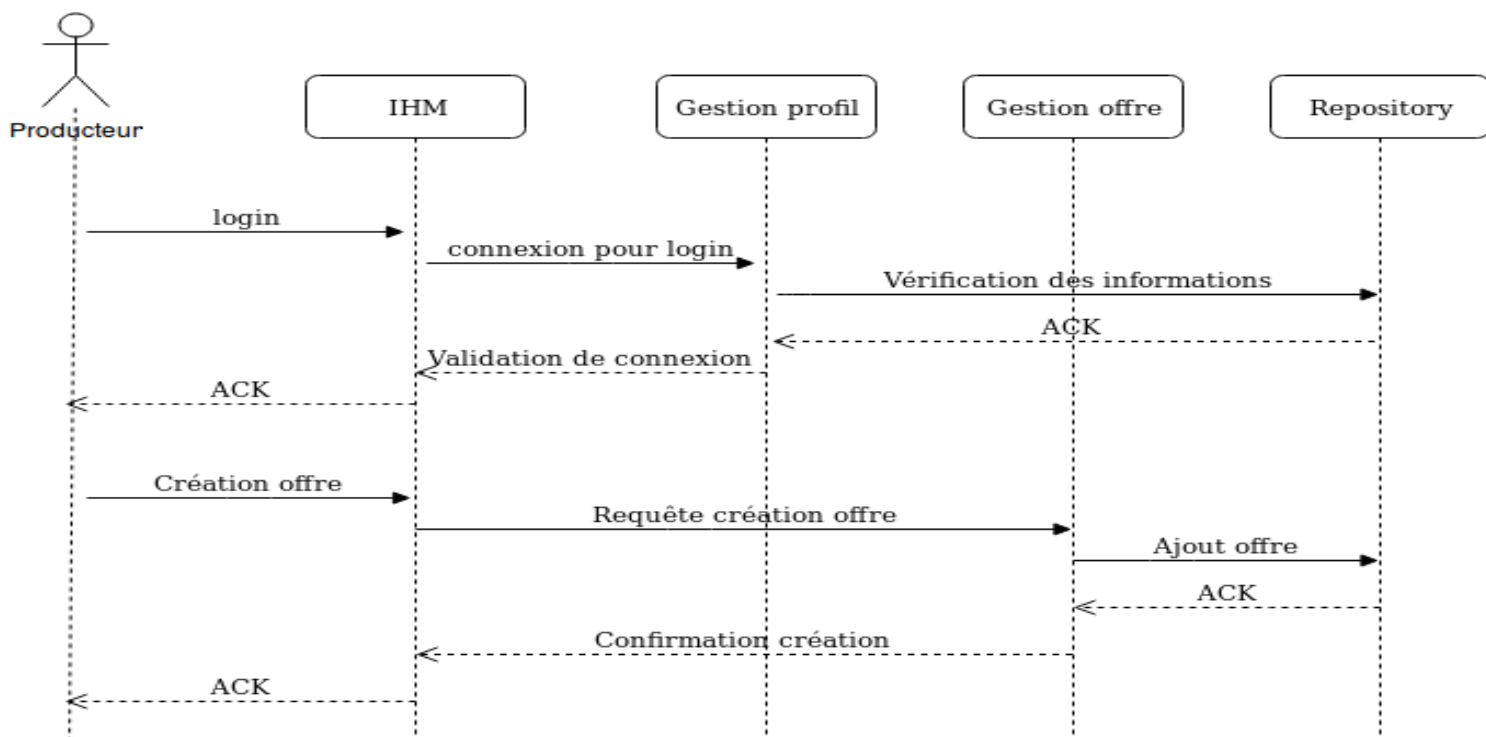 IHM
Gestion profil
Gestion offre
Repository
Producteur
login
connexion pour login
Vérification des informations
ACK
Validation de connexion
ACK
Création offre
Requête création offre
Ajout offre
ACK
Confirmation création
ACK